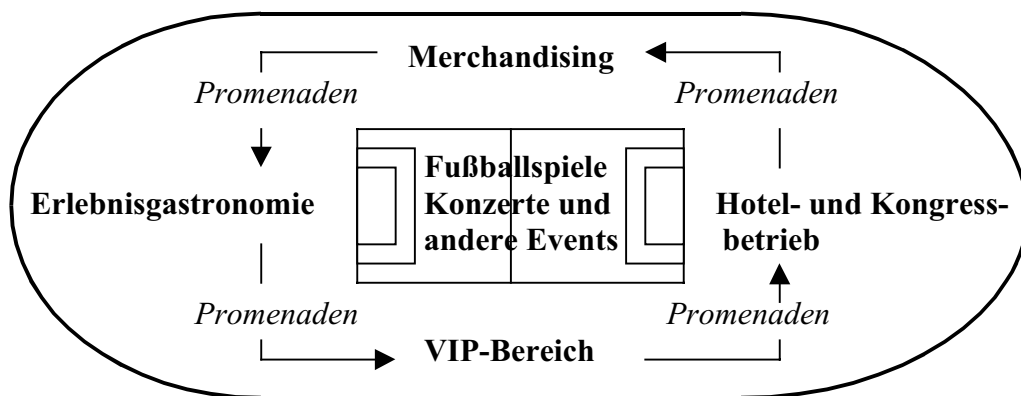 Merchandising
Promenaden
Promenaden
Fußballspiele
Konzerte und
andere Events
Erlebnisgastronomie
Hotel- und Kongress-
betrieb
Promenaden
Promenaden
VIP-Bereich